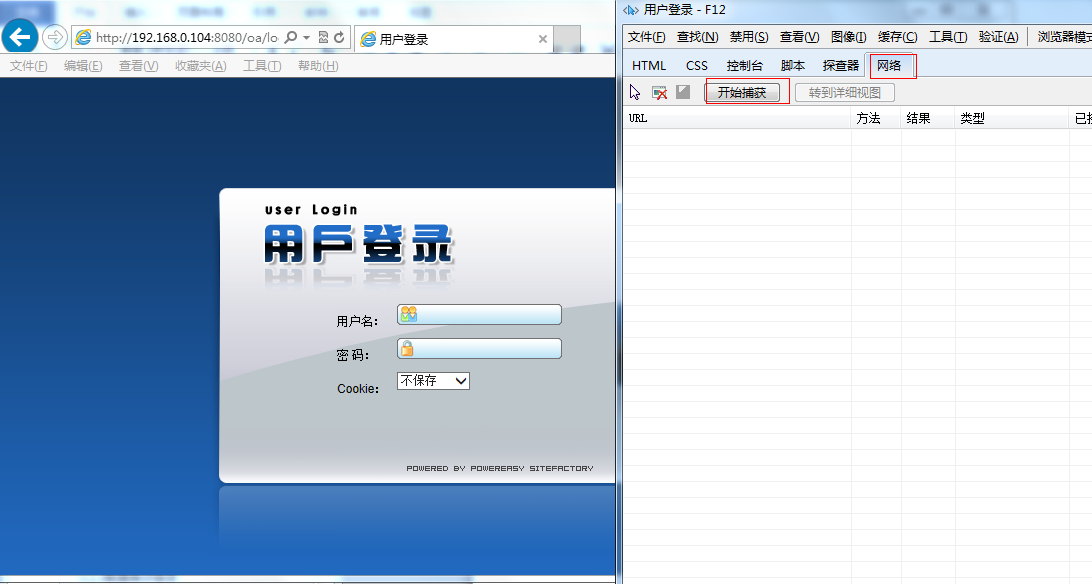 http://192.168.0.104:8080/oa/lo
用户登录
文件(F) 编辑(E) 查看(V) 收藏夹(A) 工具(T) 帮助(H)
user Login
用戶登录
用户名：
密 码：
Cookie： 不保存
POWERED BY POWEREASY SITEFACTORY
用户登录 - F12
文件(F) 查找(N) 禁用(S) 查看(V) 图像(I) 缓存(C) 工具(T) 验证(A) 浏览器模式
HTML CSS 控制台 脚本 探查器 网络
开始捕获 转到详细视图
URL 方法 结果 类型